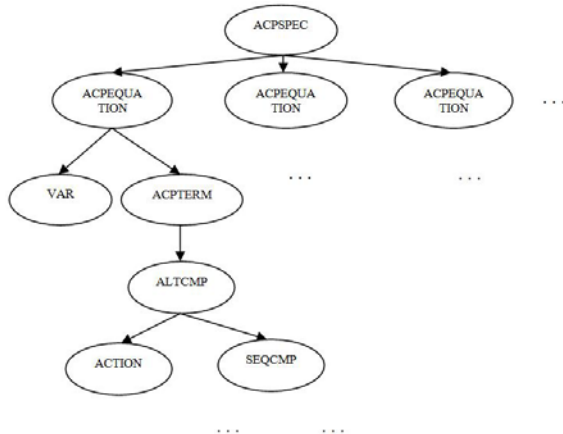 ACPSPEC
ACPEQUA
TION
ACPEQUA
TION
ACPEQUA
TION
. . .
VAR
ACPTERM
. . .
. . .
ALTCMP
ACTION
SEQCMP
. . .
. . .